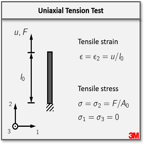 Uniaxial Tension Test
u, F
Tensile strain
ϵ = ϵ₂ = u/l₀
l₀
Tensile stress
σ = σ₂ = F/A₀
σ₁ = σ₃ = 0
2
3
1
3M